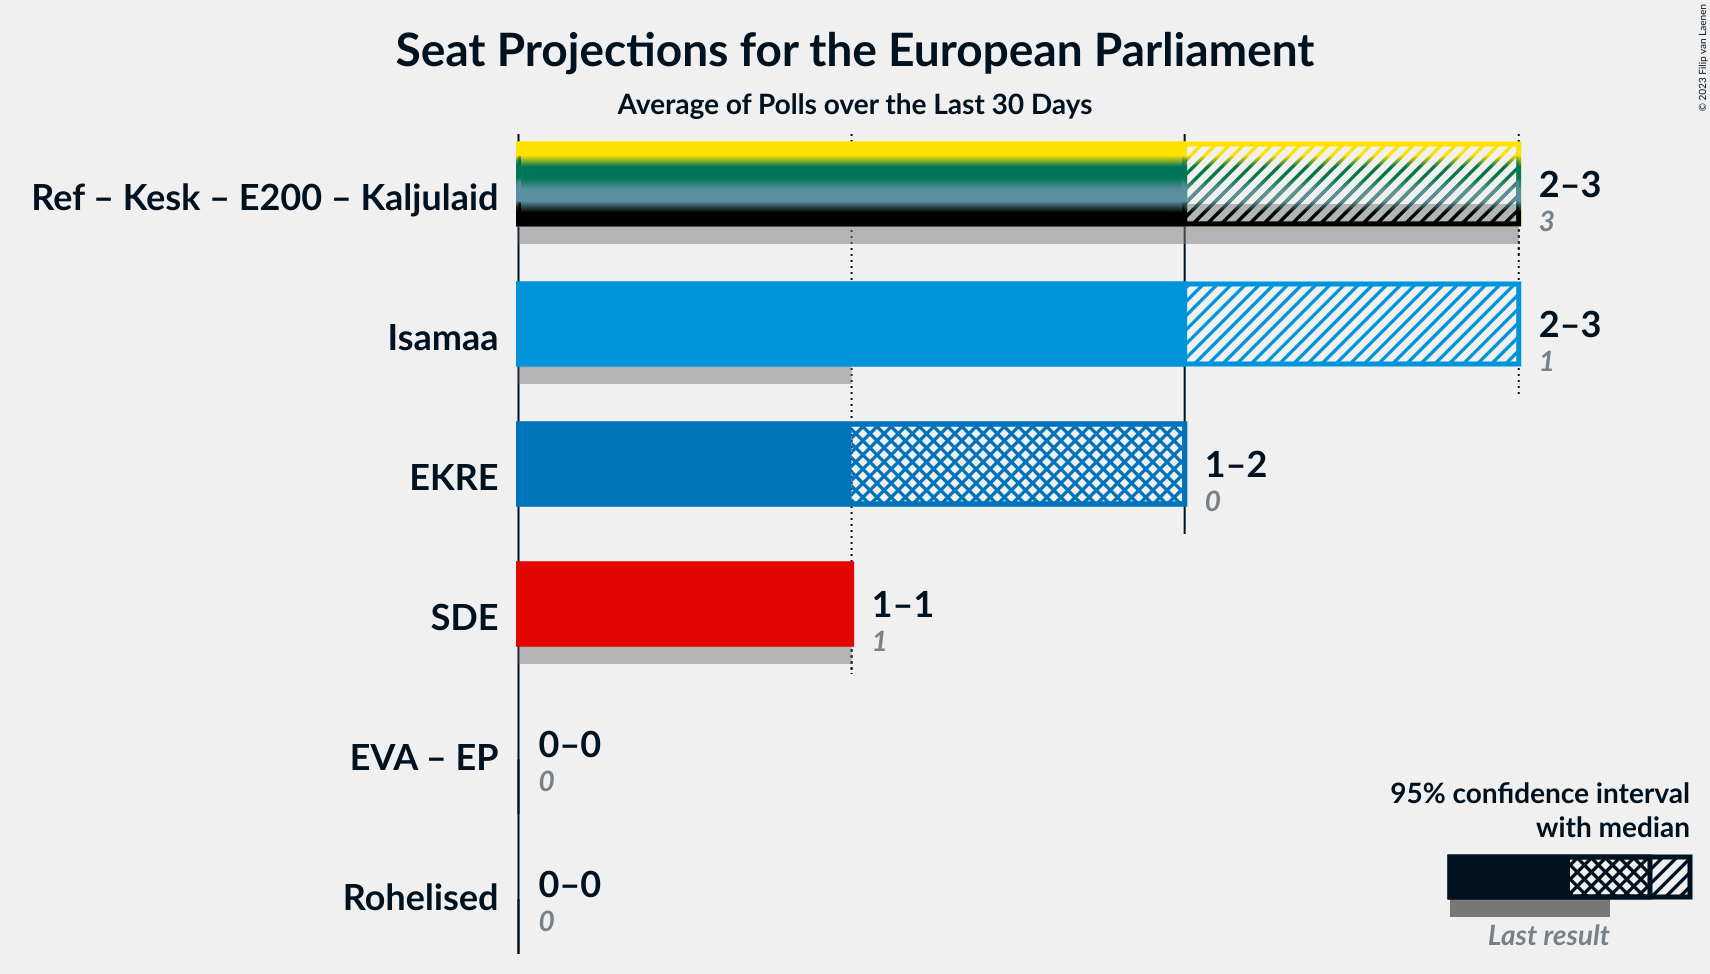 Seat Projections for the European Parliament
Average of Polls over the Last 30 Days
© 2023 Filip van Laenen
Ref – Kesk – E200 – Kaljulaid
2–3
3
Isamaa
2–3
1
EKRE
1–2
0
SDE
1–1
1
EVA – EP
0–0
0
Rohelised
0–0
0
95% confidence interval
with median
Last result